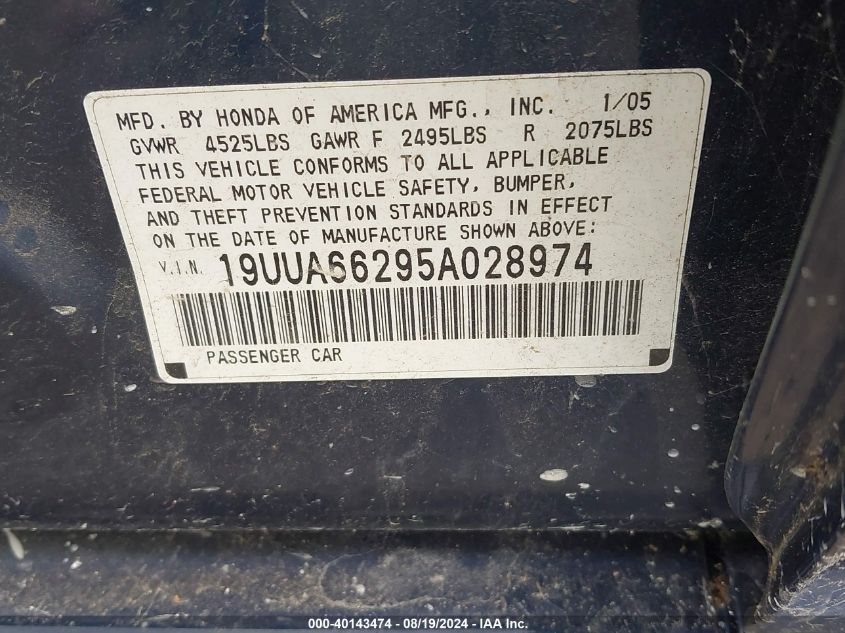 MFD. BY HONDA OF AMERICA MFG., INC. 1/05
GVWR 4525LBS GAWR F 2495LBS R 2075LBS
THIS VEHICLE CONFORMS TO ALL APPLICABLE
FEDERAL MOTOR VEHICLE SAFETY, BUMPER,
AND THEFT PREVENTION STANDARDS IN EFFECT
ON THE DATE OF MANUFACTURE SHOWN ABOVE:
V.I.N. 19UUA66295A028974
PASSENGER CAR
000-40143474 - 08/19/2024 - IAA Inc.